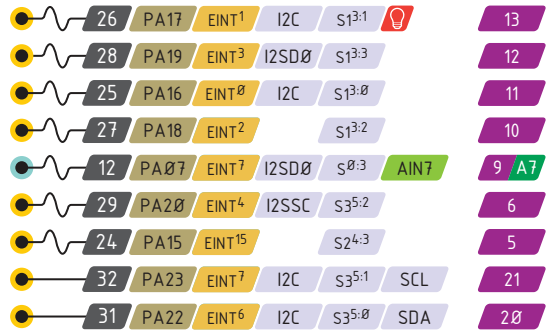 26 PA17 EINT¹ I2C S1³:¹ 13
28 PA19 EINT³ I2SDØ S1³:³ 12
25 PA16 EINTØ I2C S1³:Ø 11
27 PA18 EINT² S1³:² 10
12 PAØ7 EINT⁷ I2SDØ SØ:³ AIN7 9 A7
29 PA2Ø EINT⁴ I2SSC S3⁵:² 6
24 PA15 EINT¹⁵ S2⁴:³ 5
32 PA23 EINT⁷ I2C S3⁵:¹ SCL 21
31 PA22 EINT⁶ I2C S3⁵:Ø SDA 2Ø